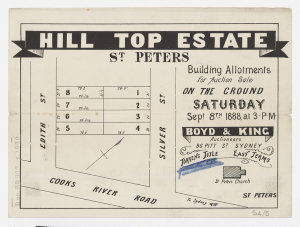 HILL TOP ESTATE
ST PETERS
Building Allotments
for Auction Sale
ON THE GROUND
SATURDAY
Sept 8TH 1888, at 3·P·M
BOYD & KING
Auctioneers
96 PITT ST SYDNEY
TORRENS TITLE EASY TERMS
St Peters Church
ST PETERS
To Sydney
EDITH ST
SILVER ST
8 1
7 2
6 3
5 4
COOKS RIVER ROAD